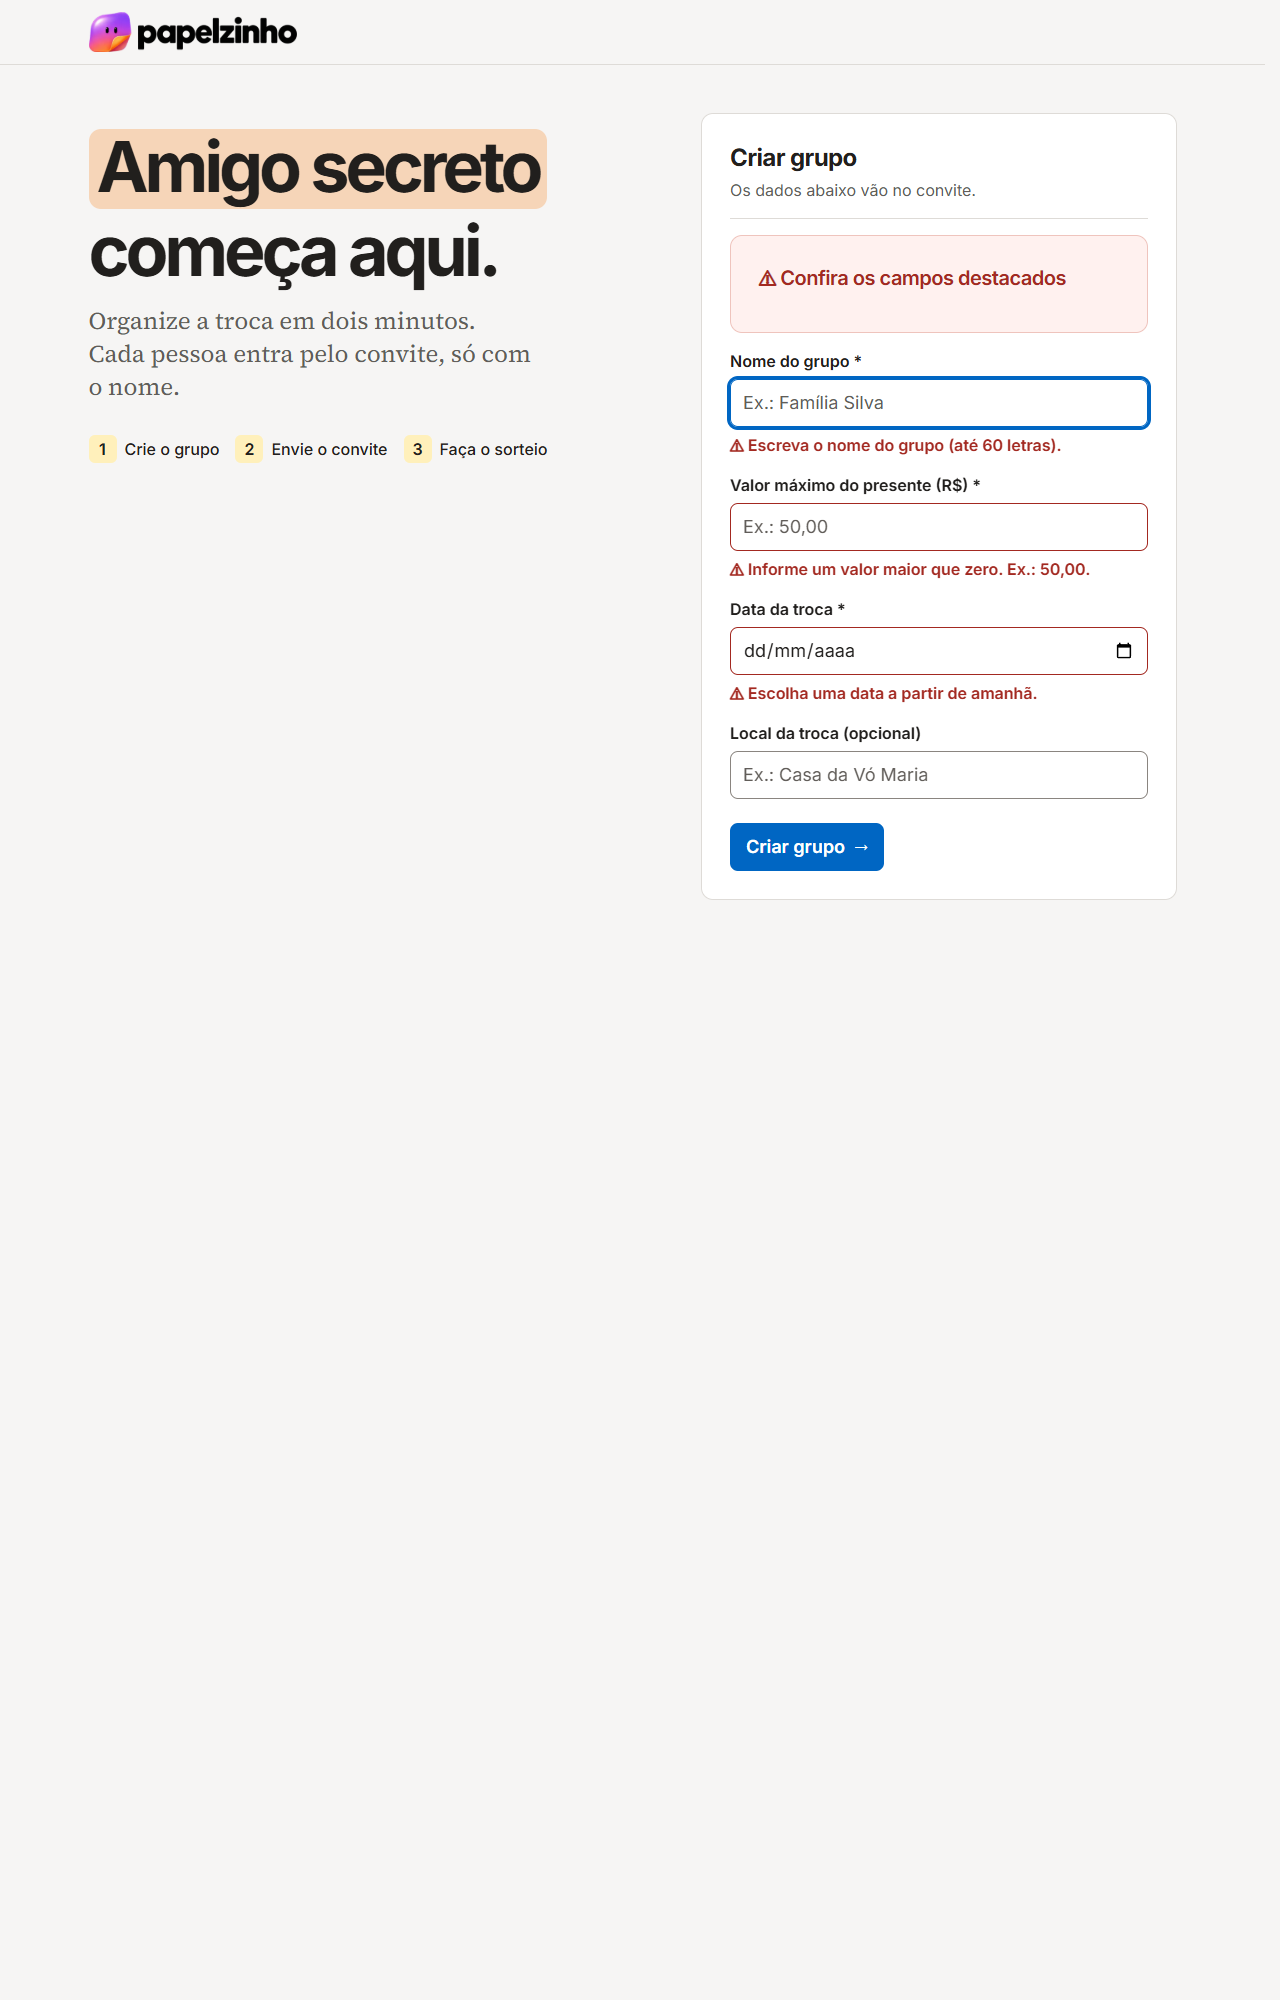 papelzinho
Amigo secreto
começa aqui.
Organize a troca em dois minutos.
Cada pessoa entra pelo convite, só com
o nome.
1 Crie o grupo 2 Envie o convite 3 Faça o sorteio
Criar grupo
Os dados abaixo vão no convite.
⚠ Confira os campos destacados
Nome do grupo *
Ex.: Família Silva
⚠ Escreva o nome do grupo (até 60 letras).
Valor máximo do presente (R$) *
Ex.: 50,00
⚠ Informe um valor maior que zero. Ex.: 50,00.
Data da troca *
dd/mm/aaaa
⚠ Escolha uma data a partir de amanhã.
Local da troca (opcional)
Ex.: Casa da Vó Maria
Criar grupo →